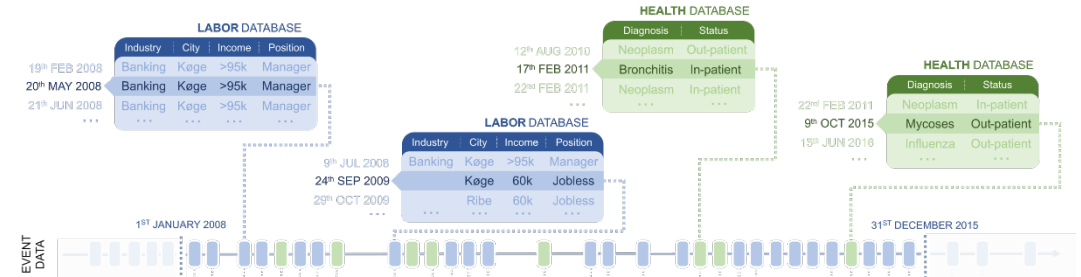 LABOR DATABASE
Industry City Income Position
19th FEB 2008 Banking Køge >95k Manager
20th MAY 2008 Banking Køge >95k Manager
21th JUN 2008 Banking Køge >95k Manager
... ... ... ... ...
LABOR DATABASE
Industry City Income Position
9th JUL 2008 Banking Køge >95k Manager
24th SEP 2009 Køge 60k Jobless
29th OCT 2009 Ribe 60k Jobless
... ... ... ... ...
HEALTH DATABASE
Diagnosis Status
12th AUG 2010 Neoplasm Out-patient
17th FEB 2011 Bronchitis In-patient
22nd FEB 2011 Neoplasm In-patient
... ... ...
HEALTH DATABASE
Diagnosis Status
22nd FEB 2011 Neoplasm In-patient
9th OCT 2015 Mycoses Out-patient
15th JUN 2016 Influenza Out-patient
... ... ...
1ST JANUARY 2008
31ST DECEMBER 2015
EVENT
DATA